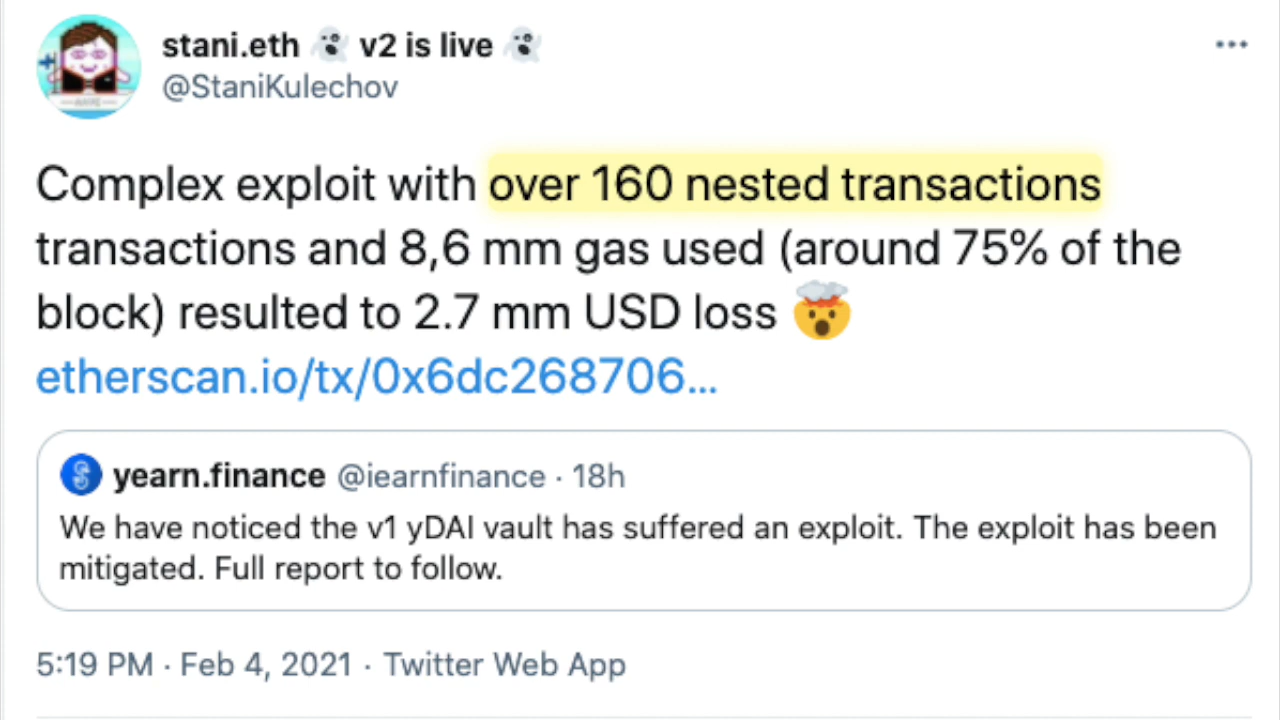 stani.eth 👻 v2 is live 👻
@StaniKulechov
Complex exploit with over 160 nested transactions
transactions and 8,6 mm gas used (around 75% of the
block) resulted to 2.7 mm USD loss 🤯
etherscan.io/tx/0x6dc268706...
yearn.finance @iearnfinance · 18h
We have noticed the v1 yDAI vault has suffered an exploit. The exploit has been
mitigated. Full report to follow.
5:19 PM · Feb 4, 2021 · Twitter Web App